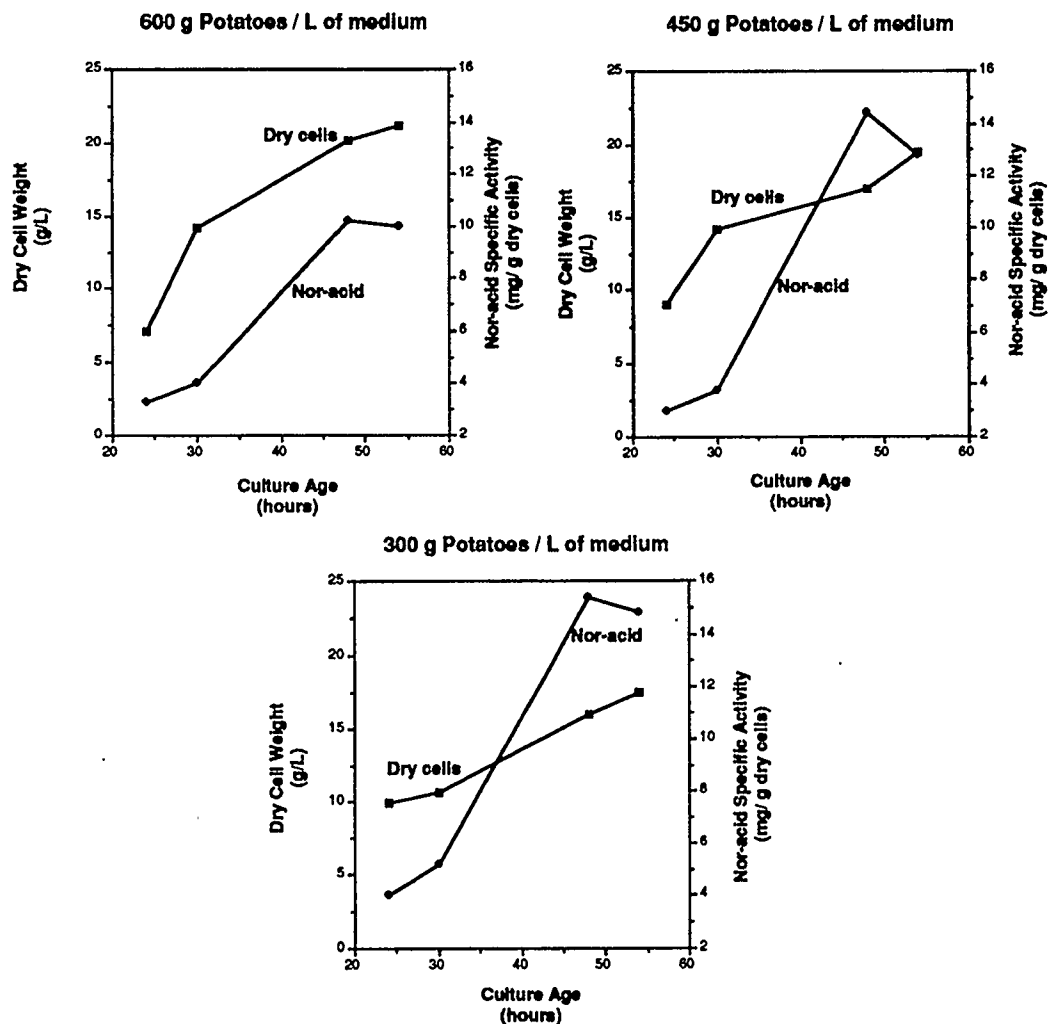 600 g Potatoes / L of medium
25
20
15
10
5
0
16
14
12
10
8
6
4
2
20
30
40
50
60
Dry Cell Weight
(g/L)
Nor-acid Specific Activity
(mg/ g dry cells)
Dry cells
Nor-acid
Culture Age
(hours)
450 g Potatoes / L of medium
25
20
15
10
5
0
16
14
12
10
8
6
4
2
20
30
40
50
60
Dry Cell Weight
(g/L)
Nor-acid Specific Activity
(mg/ g dry cells)
Dry cells
Nor-acid
Culture Age
(hours)
300 g Potatoes / L of medium
25
20
15
10
5
0
16
14
12
10
8
6
4
2
20
30
40
50
60
Dry Cell Weight
(g/L)
Nor-acid Specific Activity
(mg/ g dry cells)
Nor-acid
Dry cells
Culture Age
(hours)